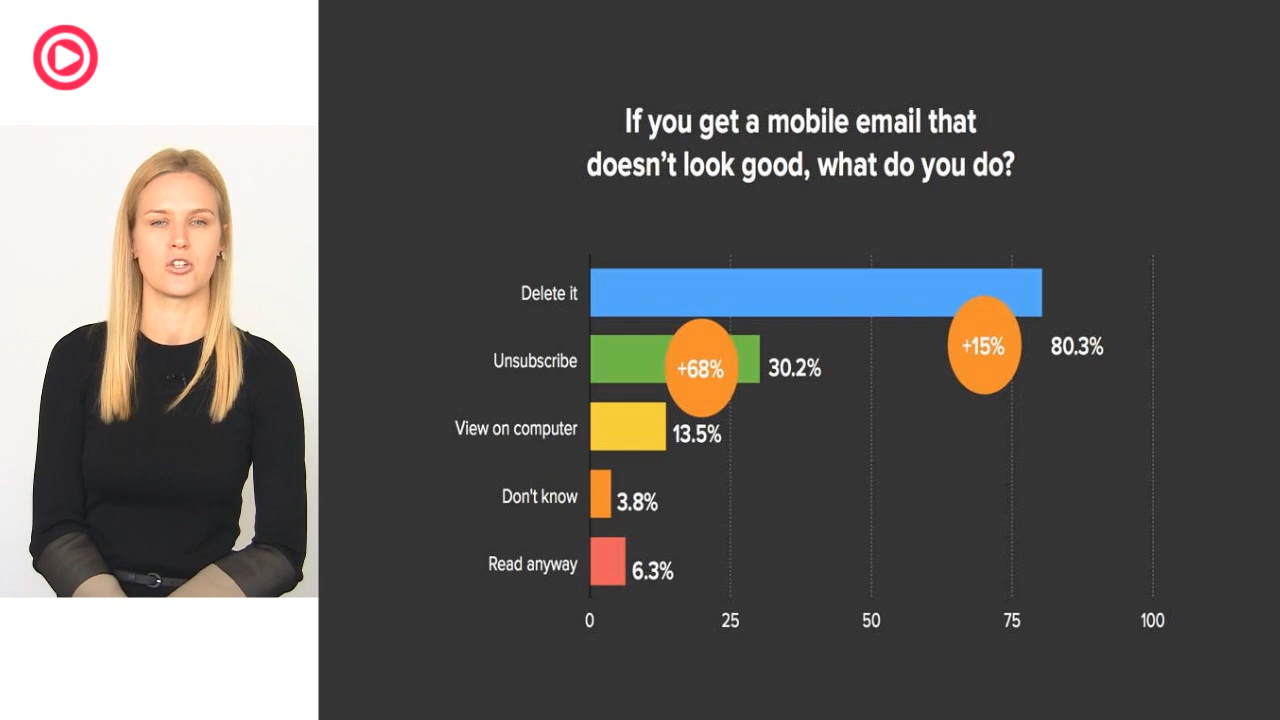 If you get a mobile email that
doesn't look good, what do you do?
Delete it
+15%
80.3%
Unsubscribe
+68%
30.2%
View on computer
13.5%
Don't know
3.8%
Read anyway
6.3%
0
25
50
75
100